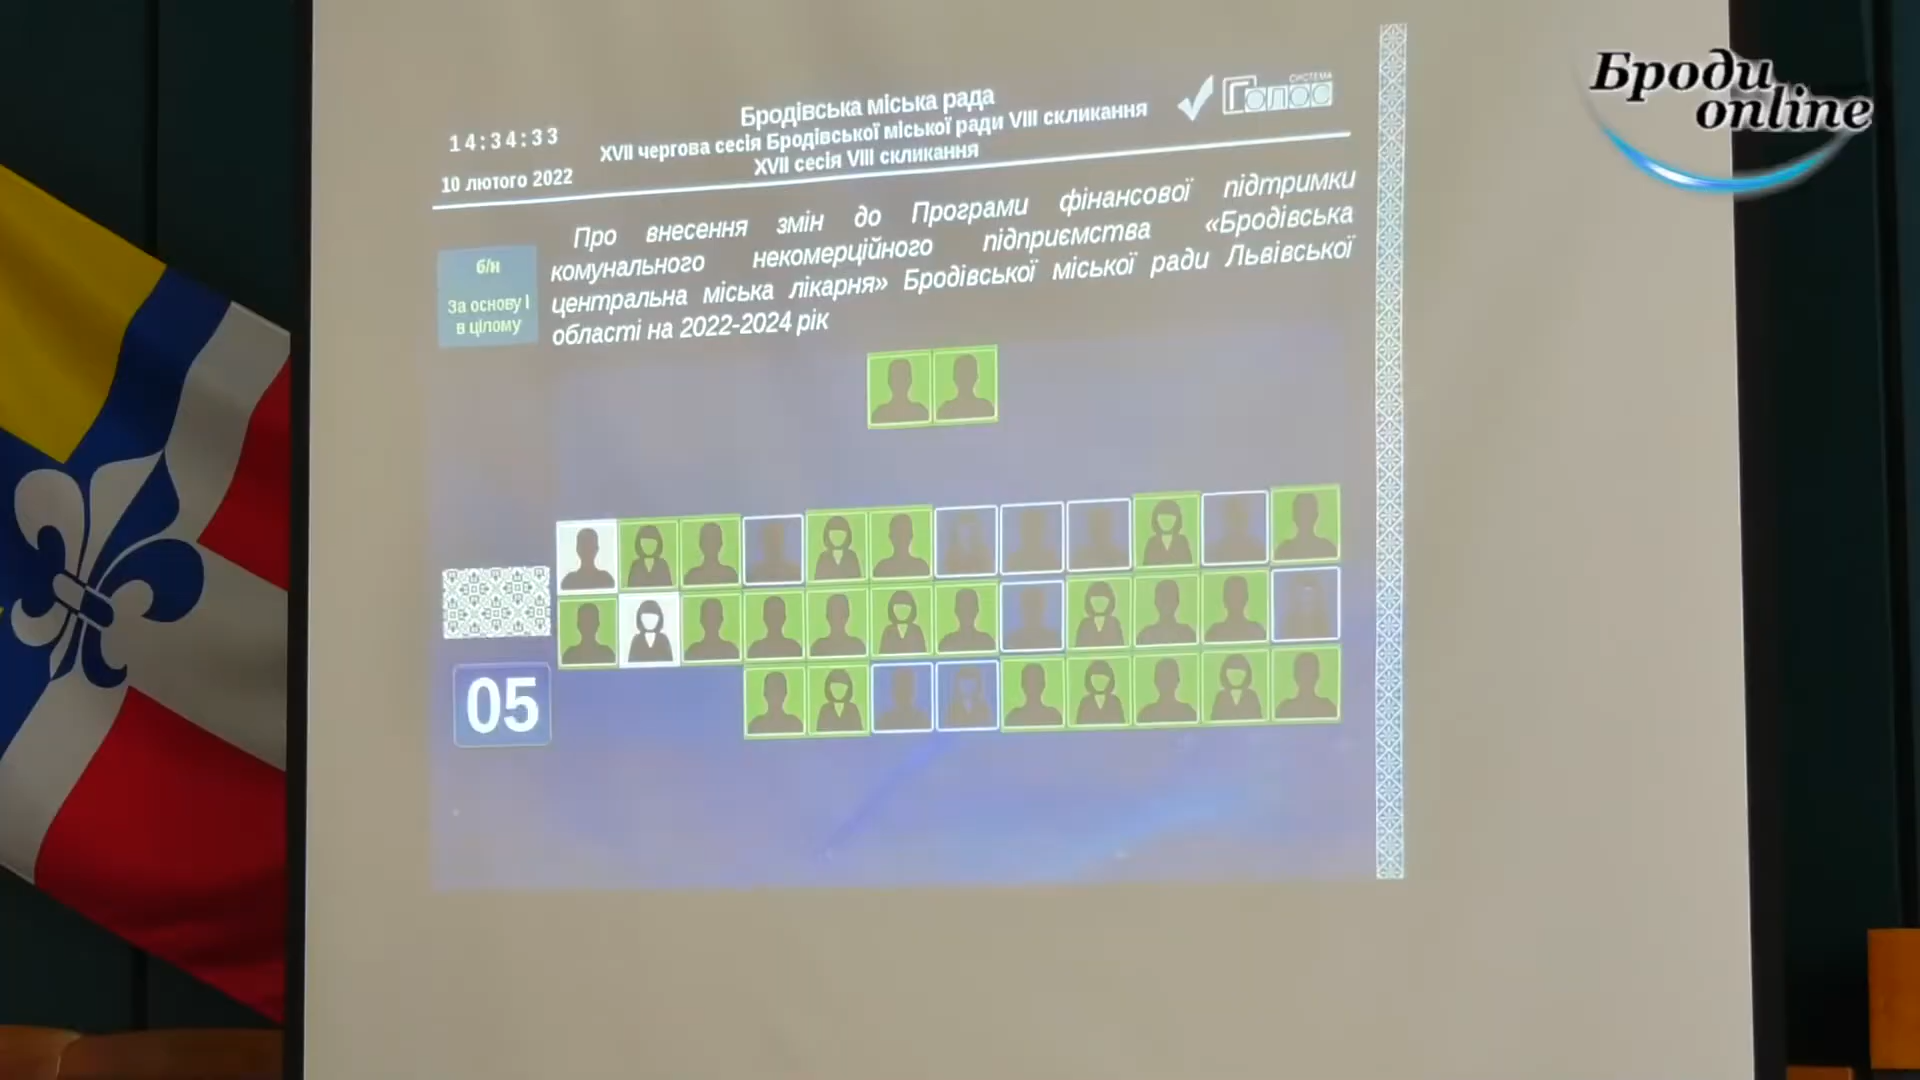 Броди
online
СИСТЕМА
Голос
Бродівська міська рада
14:34:33
XVII чергова сесія Бродівської міської ради VIII скликання
XVII сесія VIII скликання
10 лютого 2022
Про внесення змін до Програми фінансової підтримки
комунального некомерційного підприємства «Бродівська
центральна міська лікарня» Бродівської міської ради Львівської
області на 2022-2024 рік
б/н
За основу і
в цілому
05